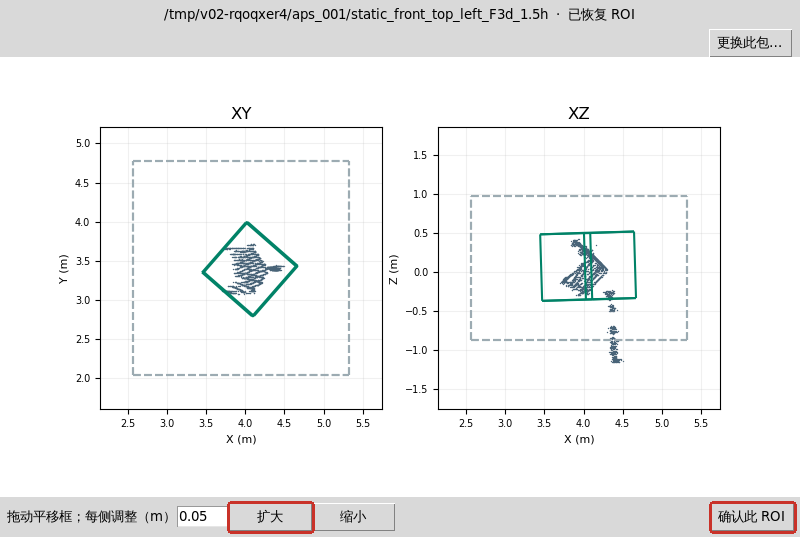 /tmp/v02-rqoqxer4/aps_001/static_front_top_left_F3d_1.5h · 已恢复 ROI
更换此包...
XY
5.0
4.5
4.0
3.5
3.0
2.5
2.0
Y (m)
2.5 3.0 3.5 4.0 4.5 5.0 5.5
X (m)
XZ
1.5
1.0
0.5
0.0
−0.5
−1.0
−1.5
Z (m)
2.5 3.0 3.5 4.0 4.5 5.0 5.5
X (m)
拖动平移框；每侧调整（m） 0.05 扩大 缩小 确认此 ROI